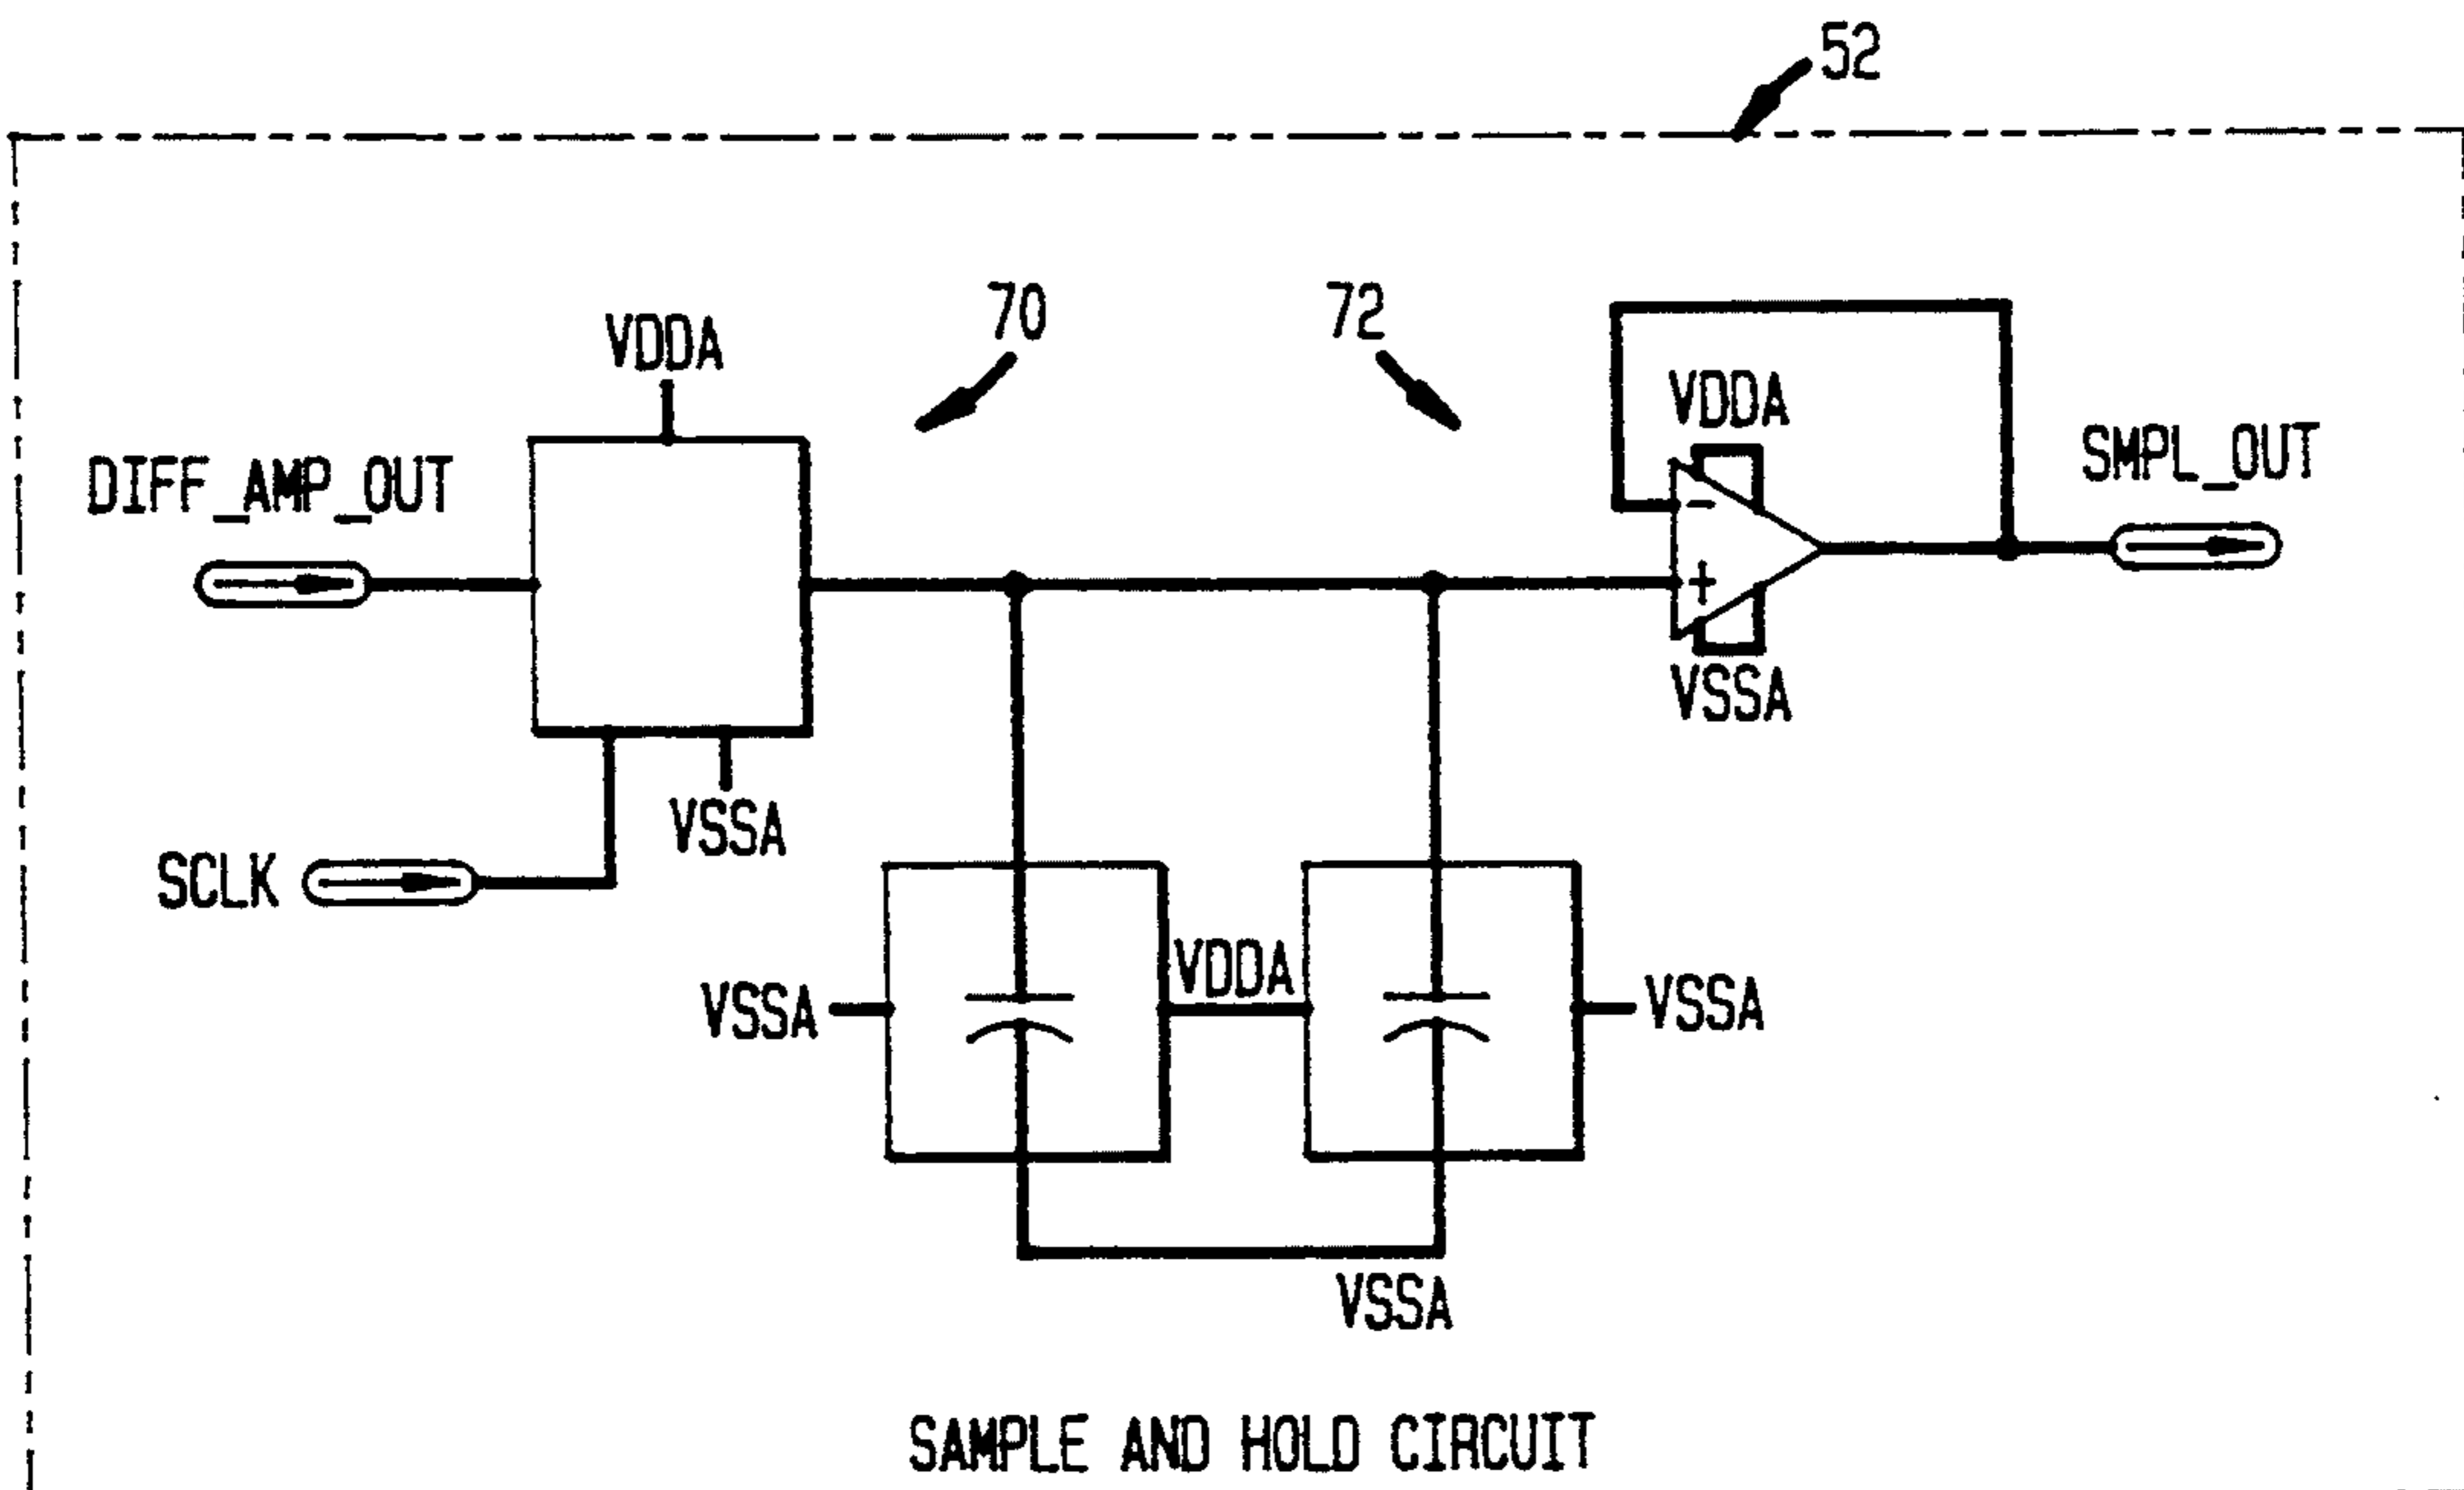 52
70
72
VDDA
VDDA
DIFF_AMP_OUT
SMPL_OUT
-
+
VSSA
VSSA
SCLK
VDDA
VSSA
VSSA
VSSA
SAMPLE AND HOLD CIRCUIT